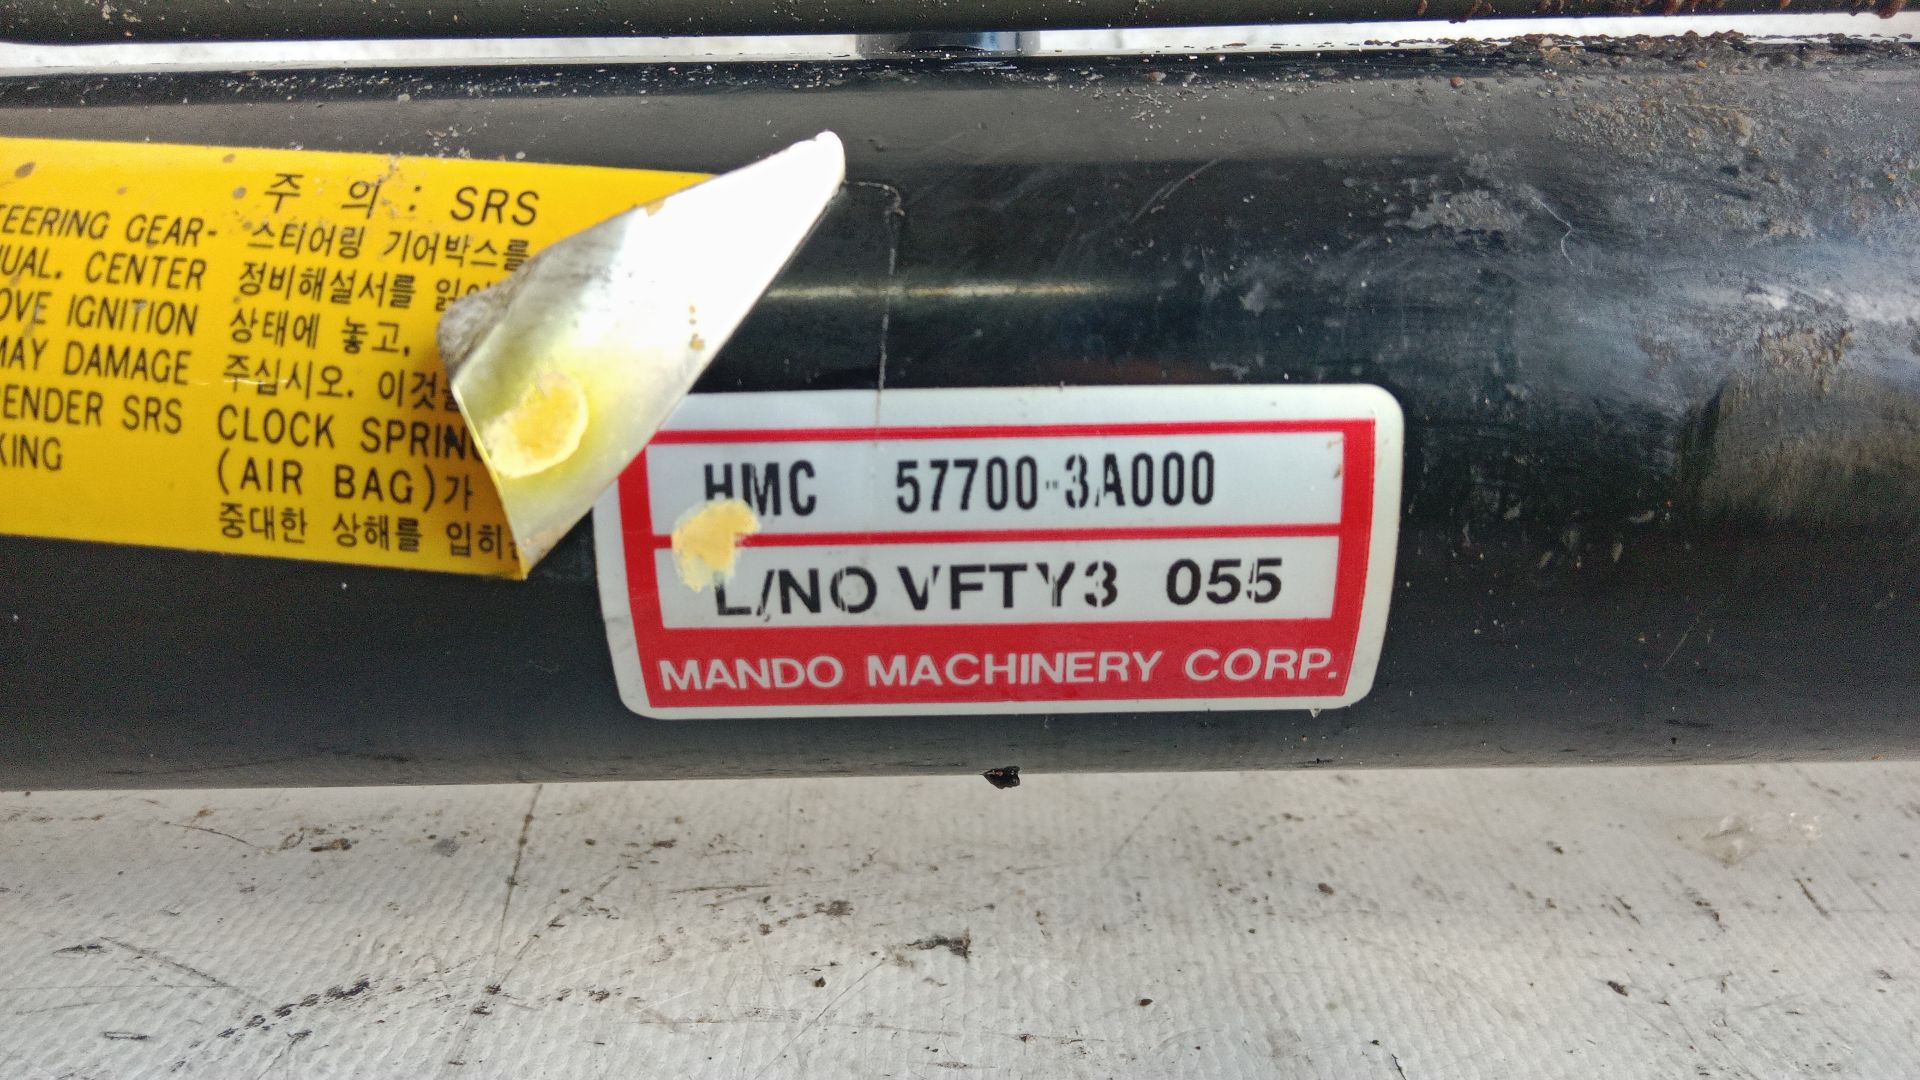 TEERING GEAR-
UAL. CENTER
OVE IGNITION
MAY DAMAGE
ENDER SRS
KING
주 의 : SRS
스티어링 기어박스를
정비해설서를
상태에 놓고,
주십시오. 이것을
CLOCK SPRIN
(AIR BAG)가
중대한 상해를 입히
HMC 57700-3A000
L/NO VFTY3 055
MANDO MACHINERY CORP.